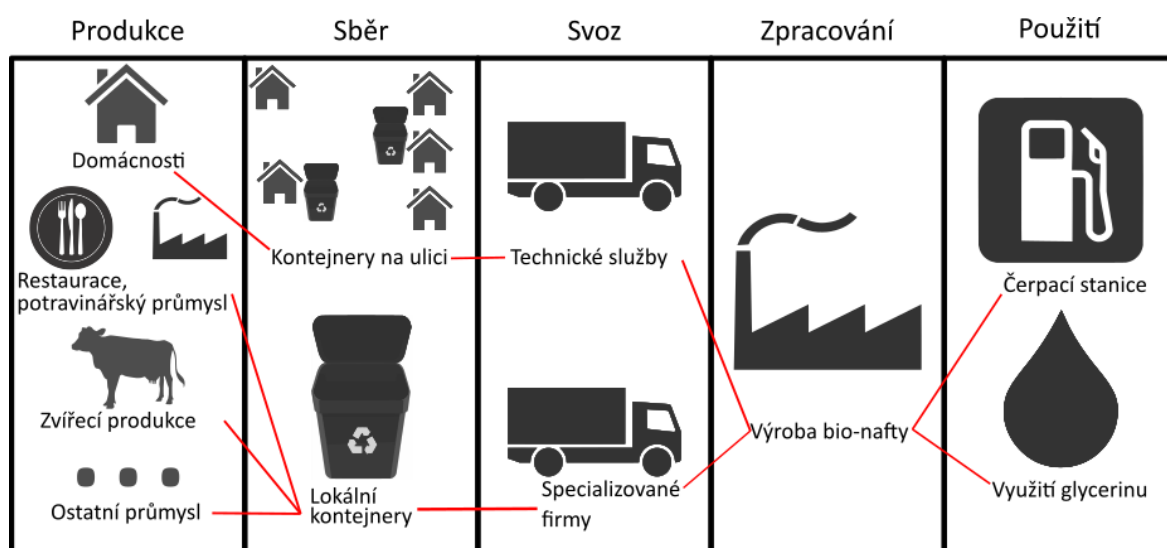 Produkce
Sběr
Svoz
Zpracování
Použití
Domácnosti
Restaurace,
potravinářský průmysl
Zvířecí produkce
Ostatní průmysl
Kontejnery na ulici
Lokální
kontejnery
Technické služby
Specializované
firmy
Výroba bio-nafty
Čerpací stanice
Využití glycerinu